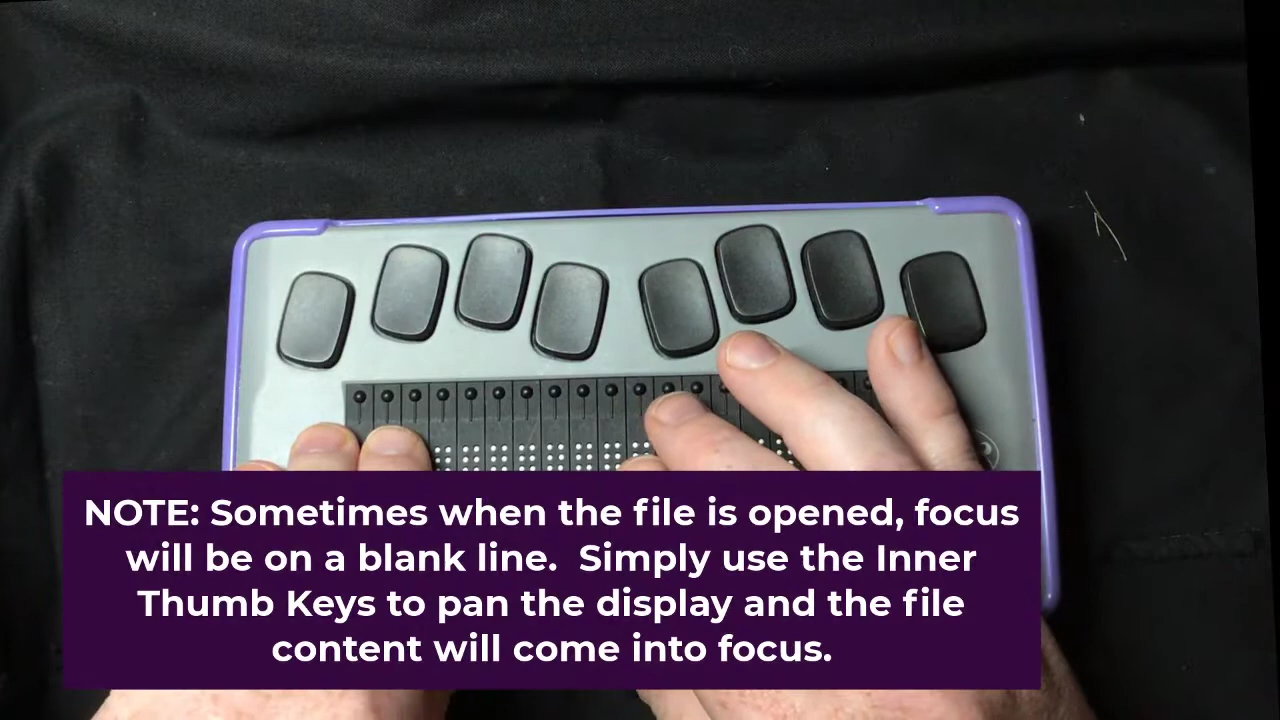 NOTE: Sometimes when the file is opened, focus
will be on a blank line.  Simply use the Inner
Thumb Keys to pan the display and the file
content will come into focus.